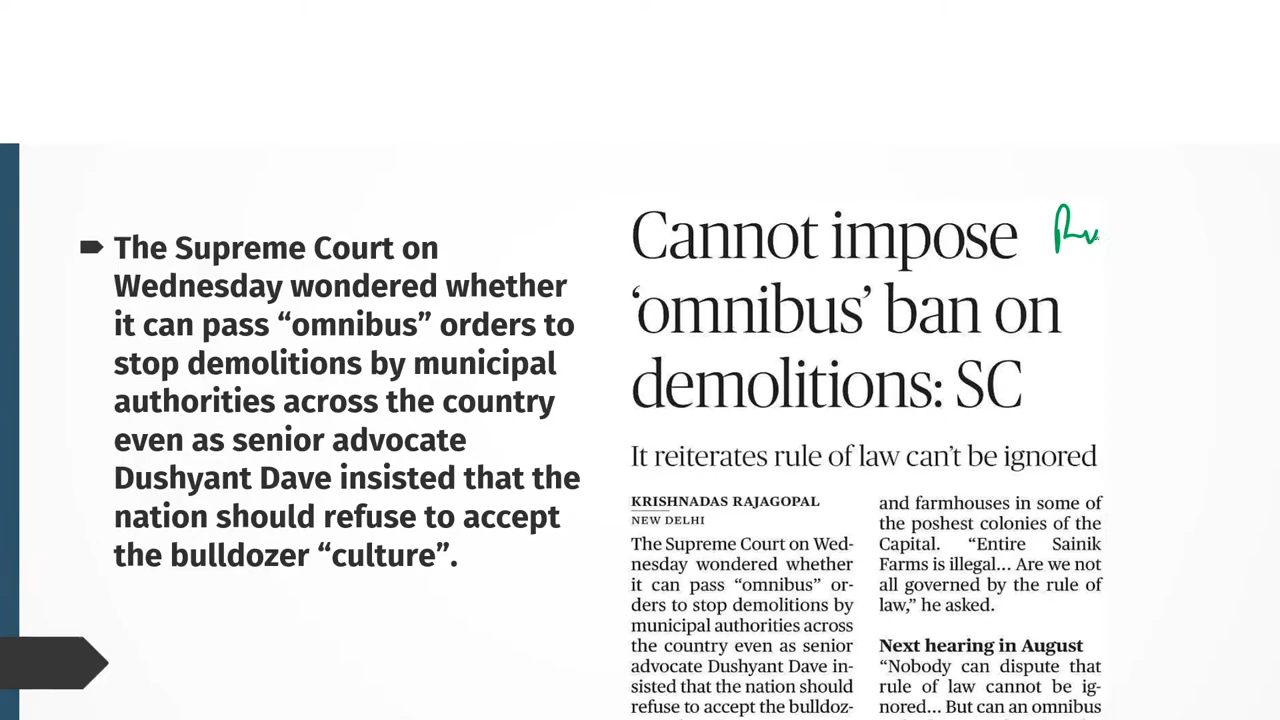 The Supreme Court on
Wednesday wondered whether
it can pass “omnibus” orders to
stop demolitions by municipal
authorities across the country
even as senior advocate
Dushyant Dave insisted that the
nation should refuse to accept
the bulldozer “culture”.
Cannot impose
‘omnibus’ ban on
demolitions: SC
It reiterates rule of law can’t be ignored
KRISHNADAS RAJAGOPAL
NEW DELHI
The Supreme Court on Wed-
nesday wondered whether
it can pass “omnibus” or-
ders to stop demolitions by
municipal authorities across
the country even as senior
advocate Dushyant Dave in-
sisted that the nation should
refuse to accept the bulldoz-
and farmhouses in some of
the poshest colonies of the
Capital. “Entire Sainik
Farms is illegal... Are we not
all governed by the rule of
law,” he asked.
Next hearing in August
“Nobody can dispute that
rule of law cannot be ig-
nored... But can an omnibus